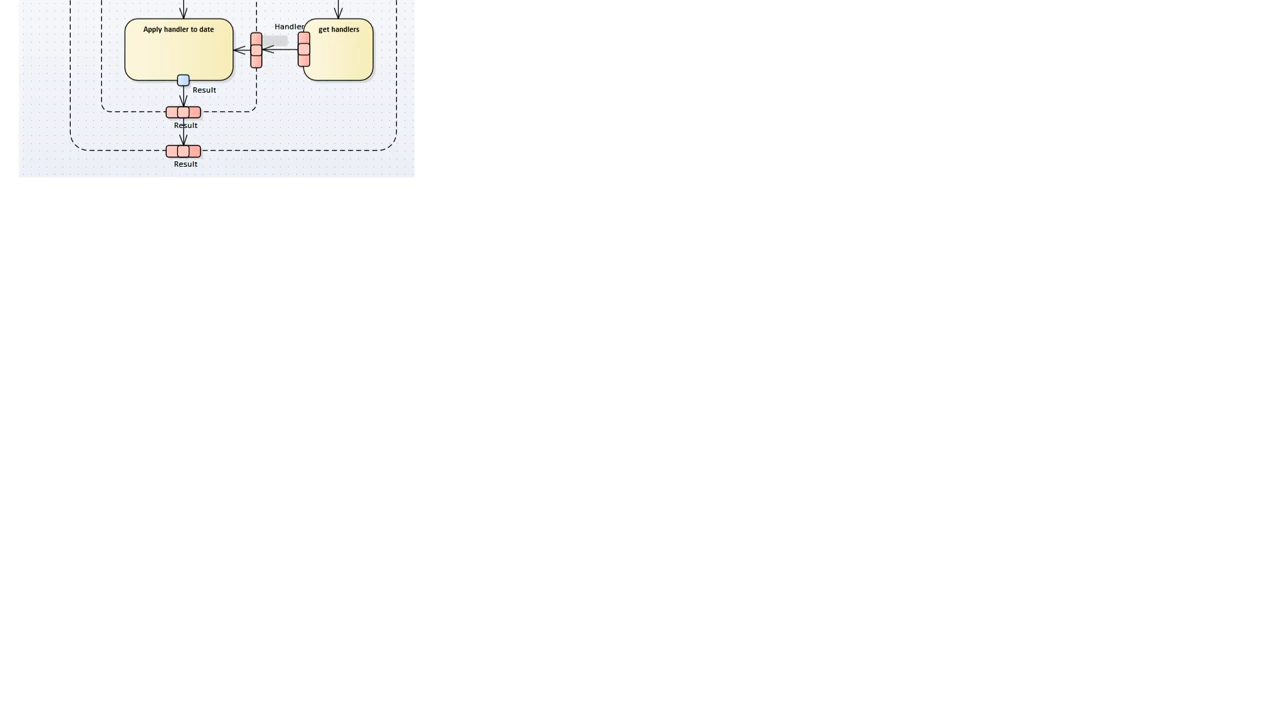 Handler
Apply handler to date
get handlers
Result
Result
Result